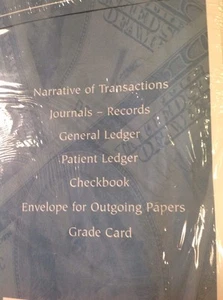 Narrative of Transactions
Journals – Records
General Ledger
Patient Ledger
Checkbook
Envelope for Outgoing Papers
Grade Card